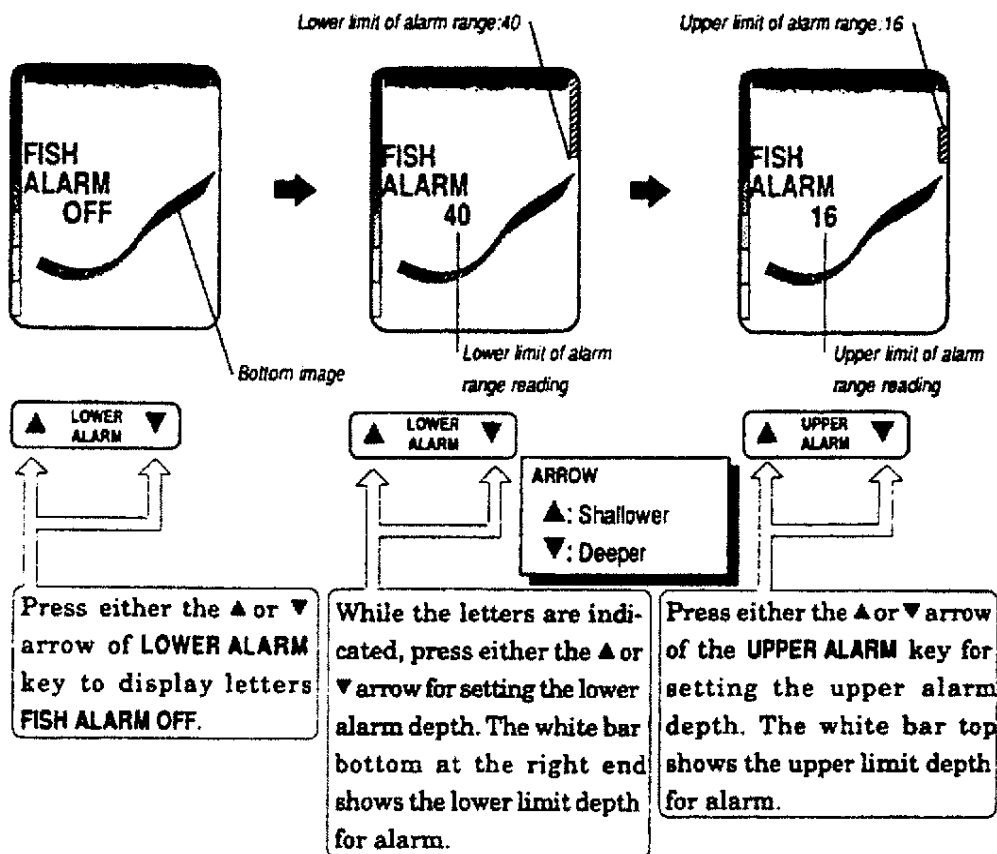 Lower limit of alarm range:40
Upper limit of alarm range:16
FISH
ALARM
OFF
FISH
ALARM
40
FISH
ALARM
16
Bottom image
Lower limit of alarm
range reading
Upper limit of alarm
range reading
▲ LOWER ▼
ALARM
▲ LOWER ▼
ALARM
▲ UPPER ▼
ALARM
ARROW
▲: Shallower
▼: Deeper
Press either the ▲ or ▼
arrow of LOWER ALARM
key to display letters
FISH ALARM OFF.
While the letters are indi-
cated, press either the ▲ or
▼ arrow for setting the lower
alarm depth. The white bar
bottom at the right end
shows the lower limit depth
for alarm.
Press either the ▲ or ▼ arrow
of the UPPER ALARM key for
setting the upper alarm
depth. The white bar top
shows the upper limit depth
for alarm.